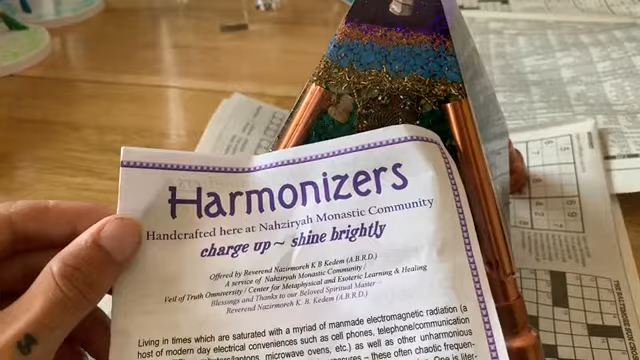 Harmonizers
Handcrafted here at Nahziryah Monastic Community
charge up ~ shine brightly
Offered by Reverend Nazirmoreh K B Kedem (A.B.R.D.)
A service of Nahziryah Monastic Community /
Veil of Truth Omniversity / Center for Metaphysical and Esoteric Learning & Healing
Blessings and Thanks to our Beloved Spiritual Master ~
Reverend Nazirmoreh K. B. Kedem (A.B.R.D.)
Living in times which are saturated with a myriad of manmade electromagnetic radiation (a
host of modern day electrical conveniences such as cell phones, telephone/communication
microwave ovens, etc.) as well as other unharmonious
these often chaotic frequen-